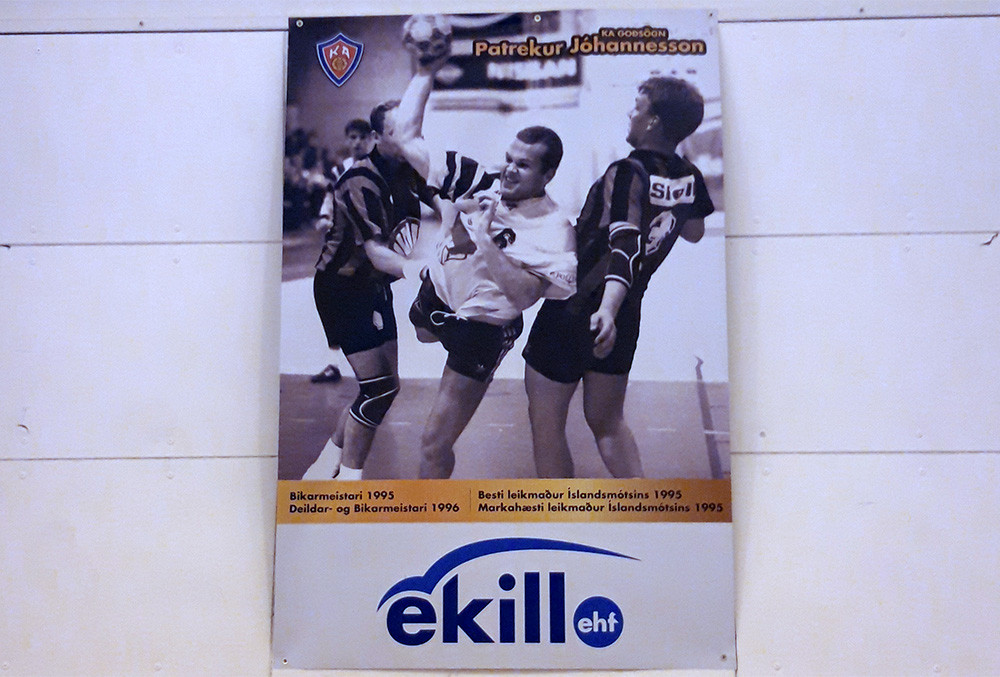 KA
KA GOÐSÖGN
Patrekur Jóhannesson
Bikarmeistari 1995
Deildar- og Bikarmeistari 1996
Besti leikmaður Íslandsmótsins 1995
Markahæsti leikmaður Íslandsmótsins 1995
ekill ehf